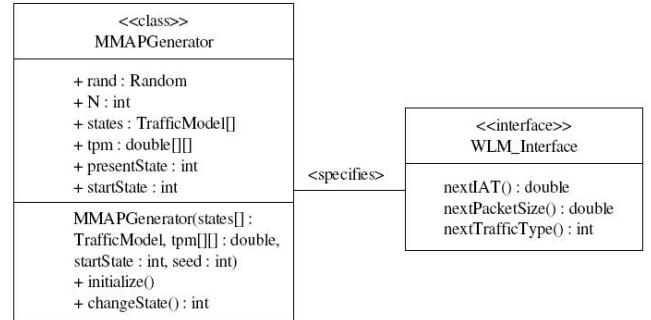 <<class>>
MMAPGenerator
+ rand : Random
+ N : int
+ states : TrafficModel[]
+ tpm : double[][]
+ presentState : int
+ startState : int
MMAPGenerator(states[] :
TrafficModel, tpm[][] : double,
startState : int, seed : int)
+ initialize()
+ changeState() : int
<specifies>
<<interface>>
WLM_Interface
nextIAT() : double
nextPacketSize() : double
nextTrafficType() : int